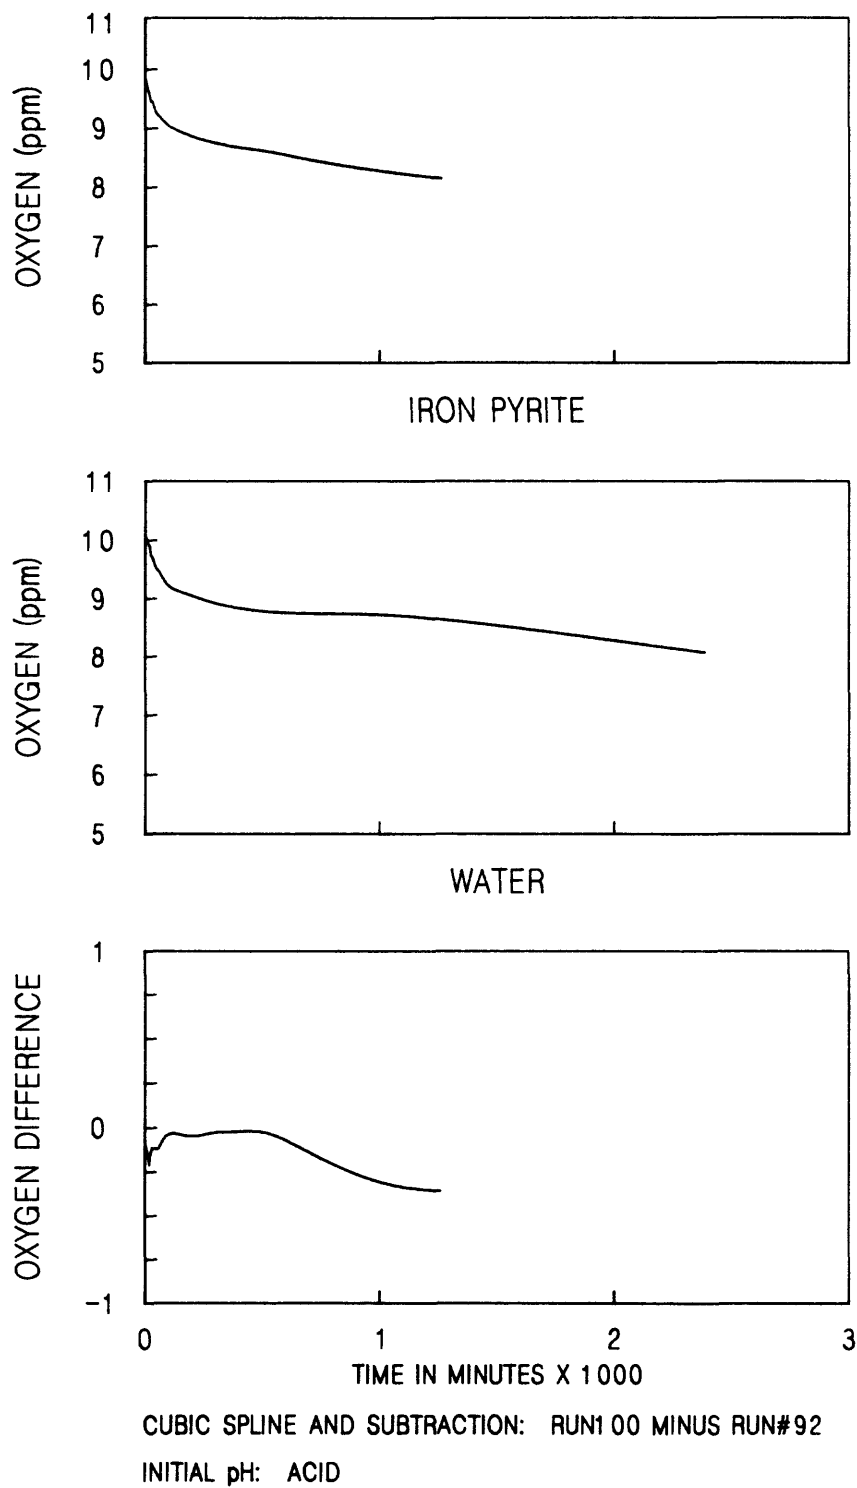 11
10
9
8
7
6
5
OXYGEN (ppm)
IRON PYRITE
11
10
9
8
7
6
5
OXYGEN (ppm)
WATER
1
0
-1
OXYGEN DIFFERENCE
0 1 2 3
TIME IN MINUTES X 1000
CUBIC SPLINE AND SUBTRACTION: RUN100 MINUS RUN#92
INITIAL pH: ACID